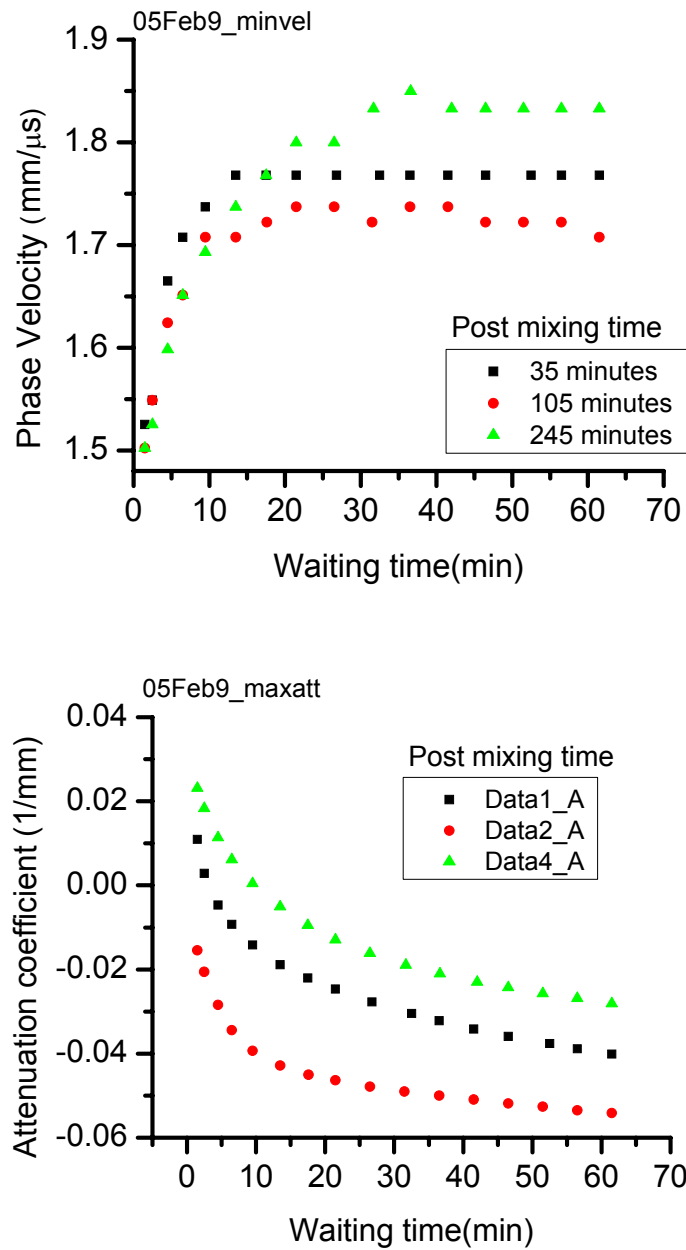 05Feb9_minvel
1.9
1.8
1.7
1.6
1.5
Phase Velocity (mm/μs)
Post mixing time
35 minutes
105 minutes
245 minutes
0 10 20 30 40 50 60 70
Waiting time(min)
05Feb9_maxatt
0.04
0.02
0.00
-0.02
-0.04
-0.06
Attenuation coefficient (1/mm)
Post mixing time
Data1_A
Data2_A
Data4_A
0 10 20 30 40 50 60 70
Waiting time(min)